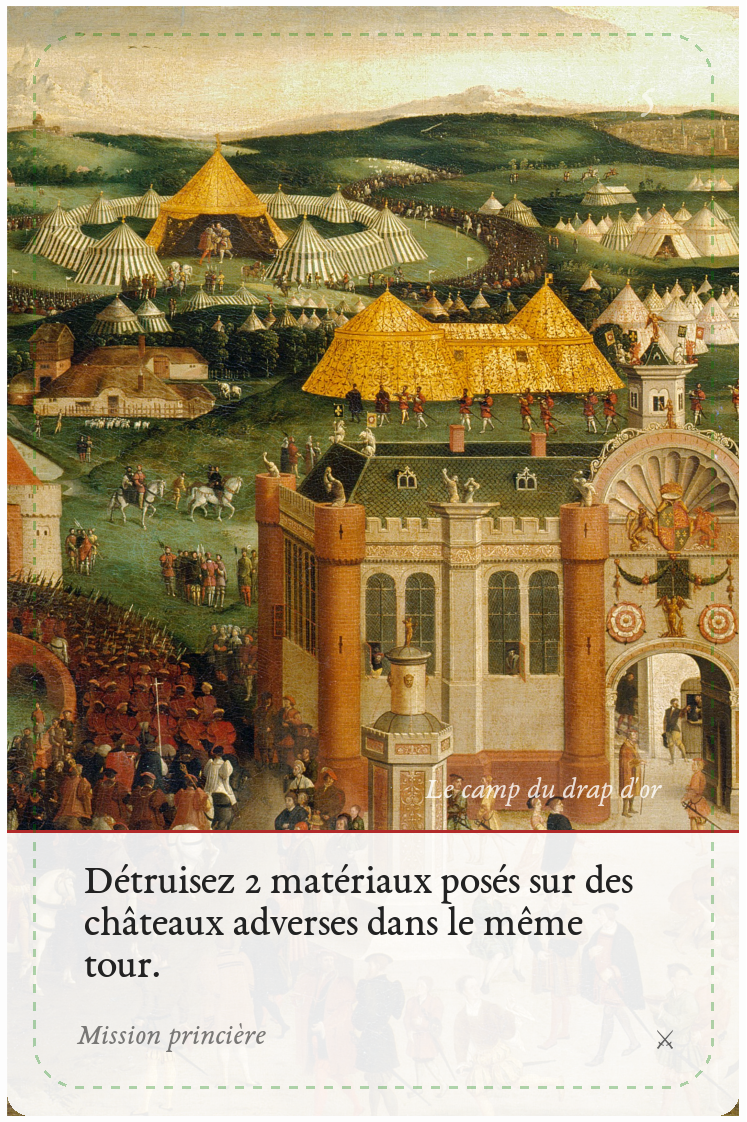 5
Le camp du drap d'or
Détruisez 2 matériaux posés sur des
châteaux adverses dans le même
tour.
Mission princière